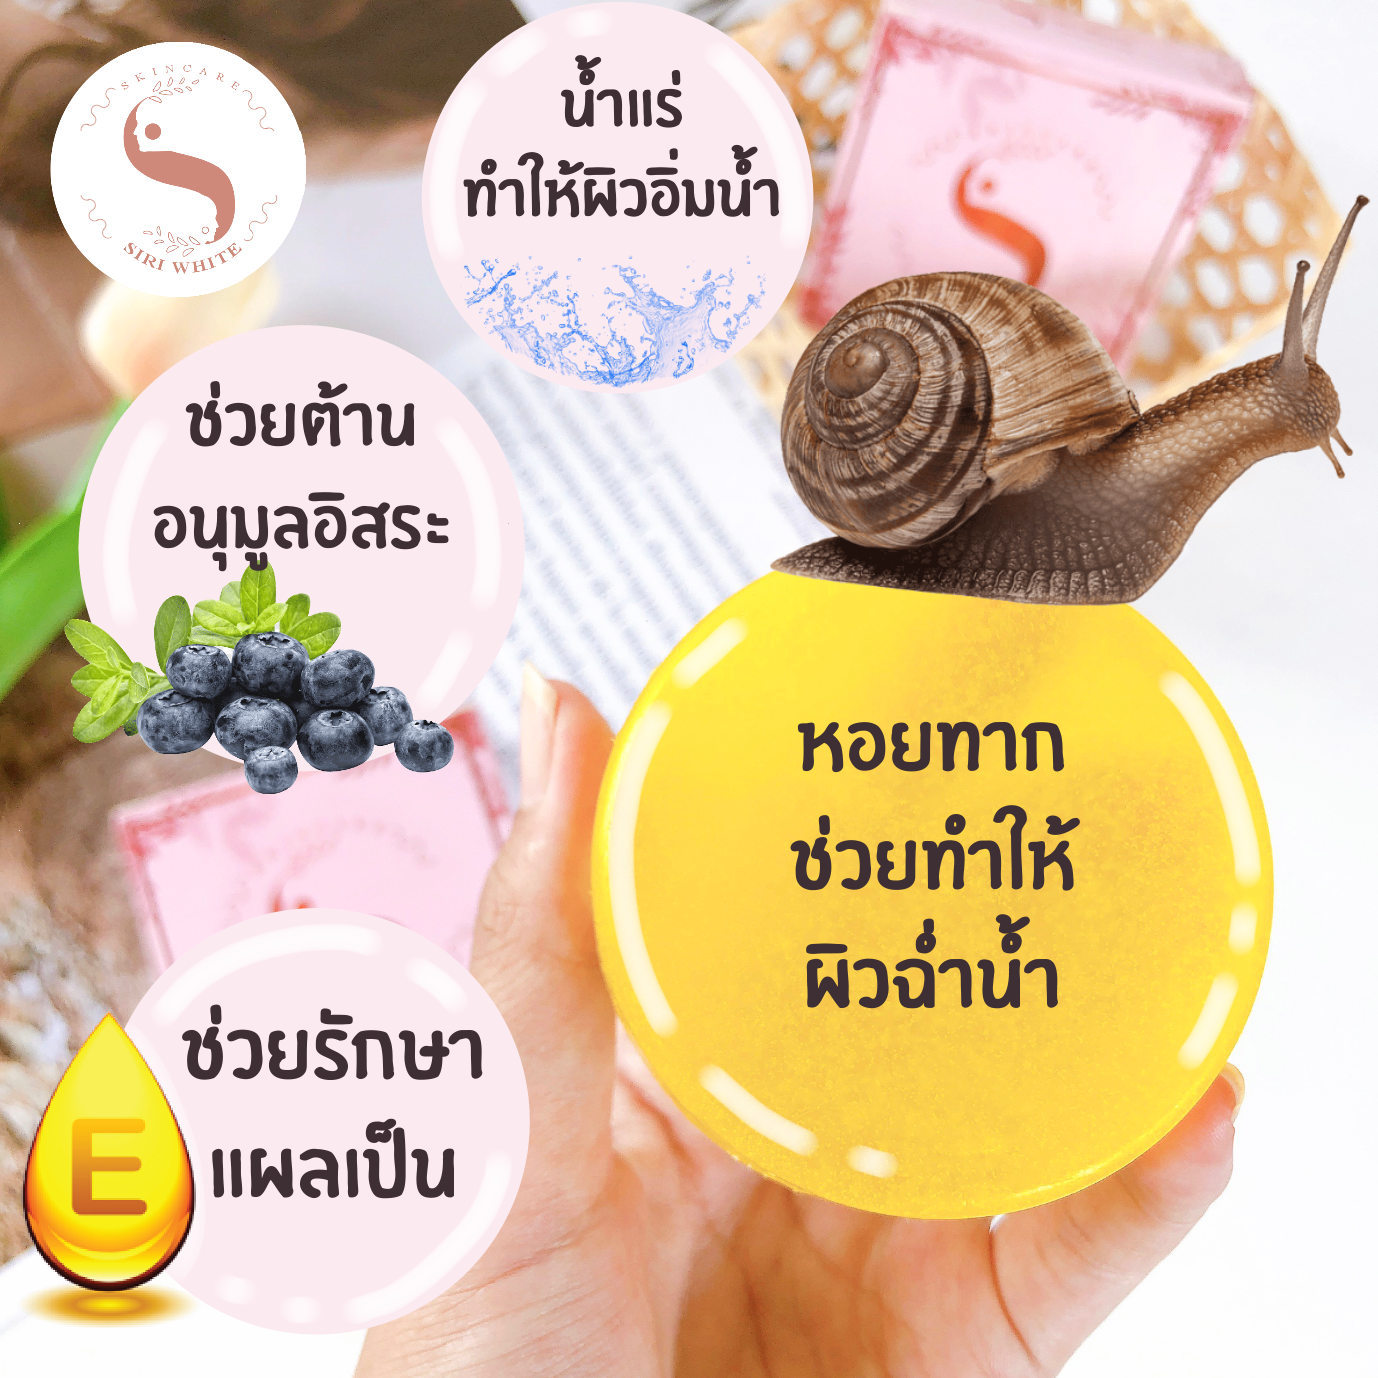 SKINCARE
SIRI WHITE
น้ำแร่
ทำให้ผิวอิ่มน้ำ
ช่วยต้าน
อนุมูลอิสระ
หอยทาก
ช่วยทำให้
ผิวฉ่ำน้ำ
ช่วยรักษา
แผลเป็น
E